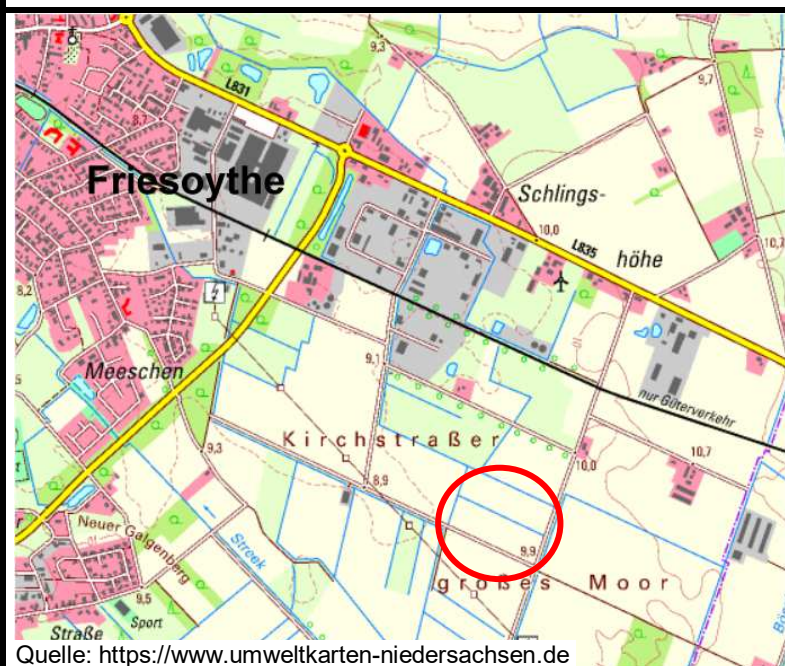 9,3
L831
9,7
8,7
Friesoythe
Schlings-
10,0
L835
höhe
10,7
8,2
9,1
Meeschen
nur Güterverkehr
Kirchstraßer
9,3
8,9
10,0
10,7
Neuer Galgenberg
Streek
9,9
großes Moor
9,5
Sport
Straße
Quelle: https://www.umweltkarten-niedersachsen.de